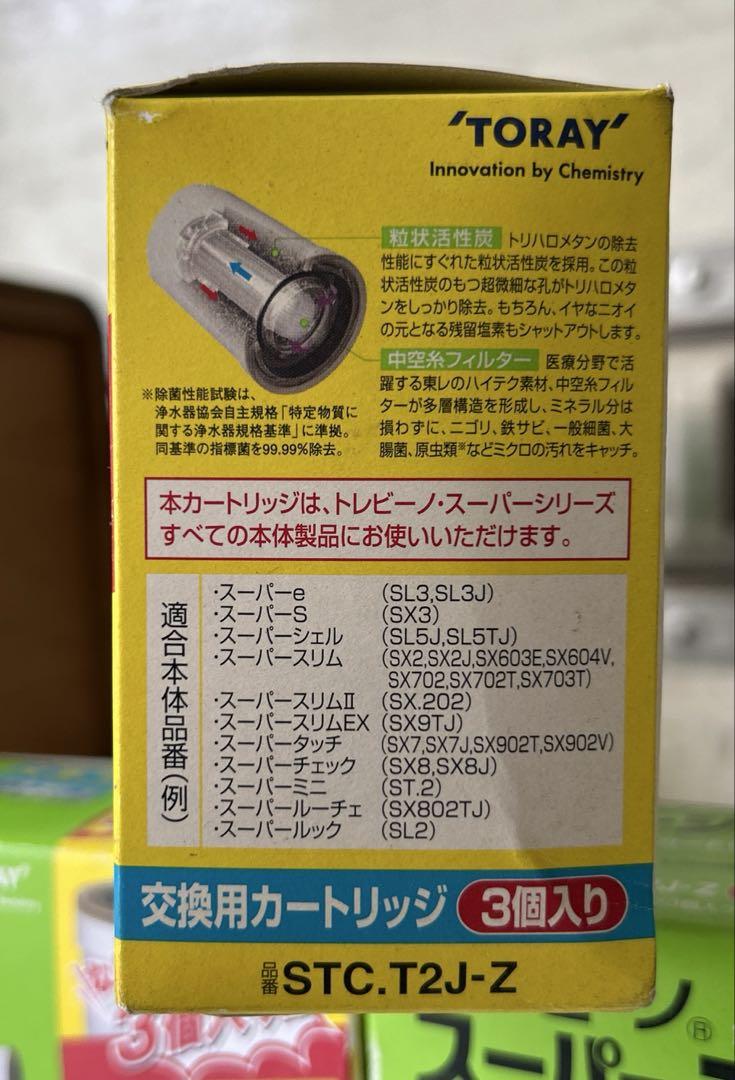 'TORAY'
Innovation by Chemistry
粒状活性炭 トリハロメタンの除去
性能にすぐれた粒状活性炭を採用。この粒
状活性炭のもつ超微細な孔がトリハロメタ
ンをしっかり除去。もちろん、イヤなニオイ
の元となる残留塩素もシャットアウトします。
中空糸フィルター 医療分野で活
躍する東レのハイテク素材、中空糸フィル
ターが多層構造を形成し、ミネラル分は
損わずに、ニゴリ、鉄サビ、一般細菌、大
腸菌、原虫類※などミクロの汚れをキャッチ。
※除菌性能試験は、
浄水器協会自主規格「特定物質に
関する浄水器規格基準」に準拠。
同基準の指標菌を99.99%除去。
本カートリッジは、トレビーノ・スーパーシリーズ
すべての本体製品にお使いいただけます。
適合本体品番(例)
・スーパーe (SL3,SL3J)
・スーパーS (SX3)
・スーパーシェル (SL5J,SL5TJ)
・スーパースリム (SX2,SX2J,SX603E,SX604V,
SX702,SX702T,SX703T)
・スーパースリムⅡ (SX.202)
・スーパースリムEX (SX9TJ)
・スーパータッチ (SX7,SX7J,SX902T,SX902V)
・スーパーチェック (SX8,SX8J)
・スーパーミニ (ST.2)
・スーパールーチェ (SX802TJ)
・スーパールック (SL2)
交換用カートリッジ 3個入り
品番 STC.T2J-Z
3個入り
ノ®
スーパー